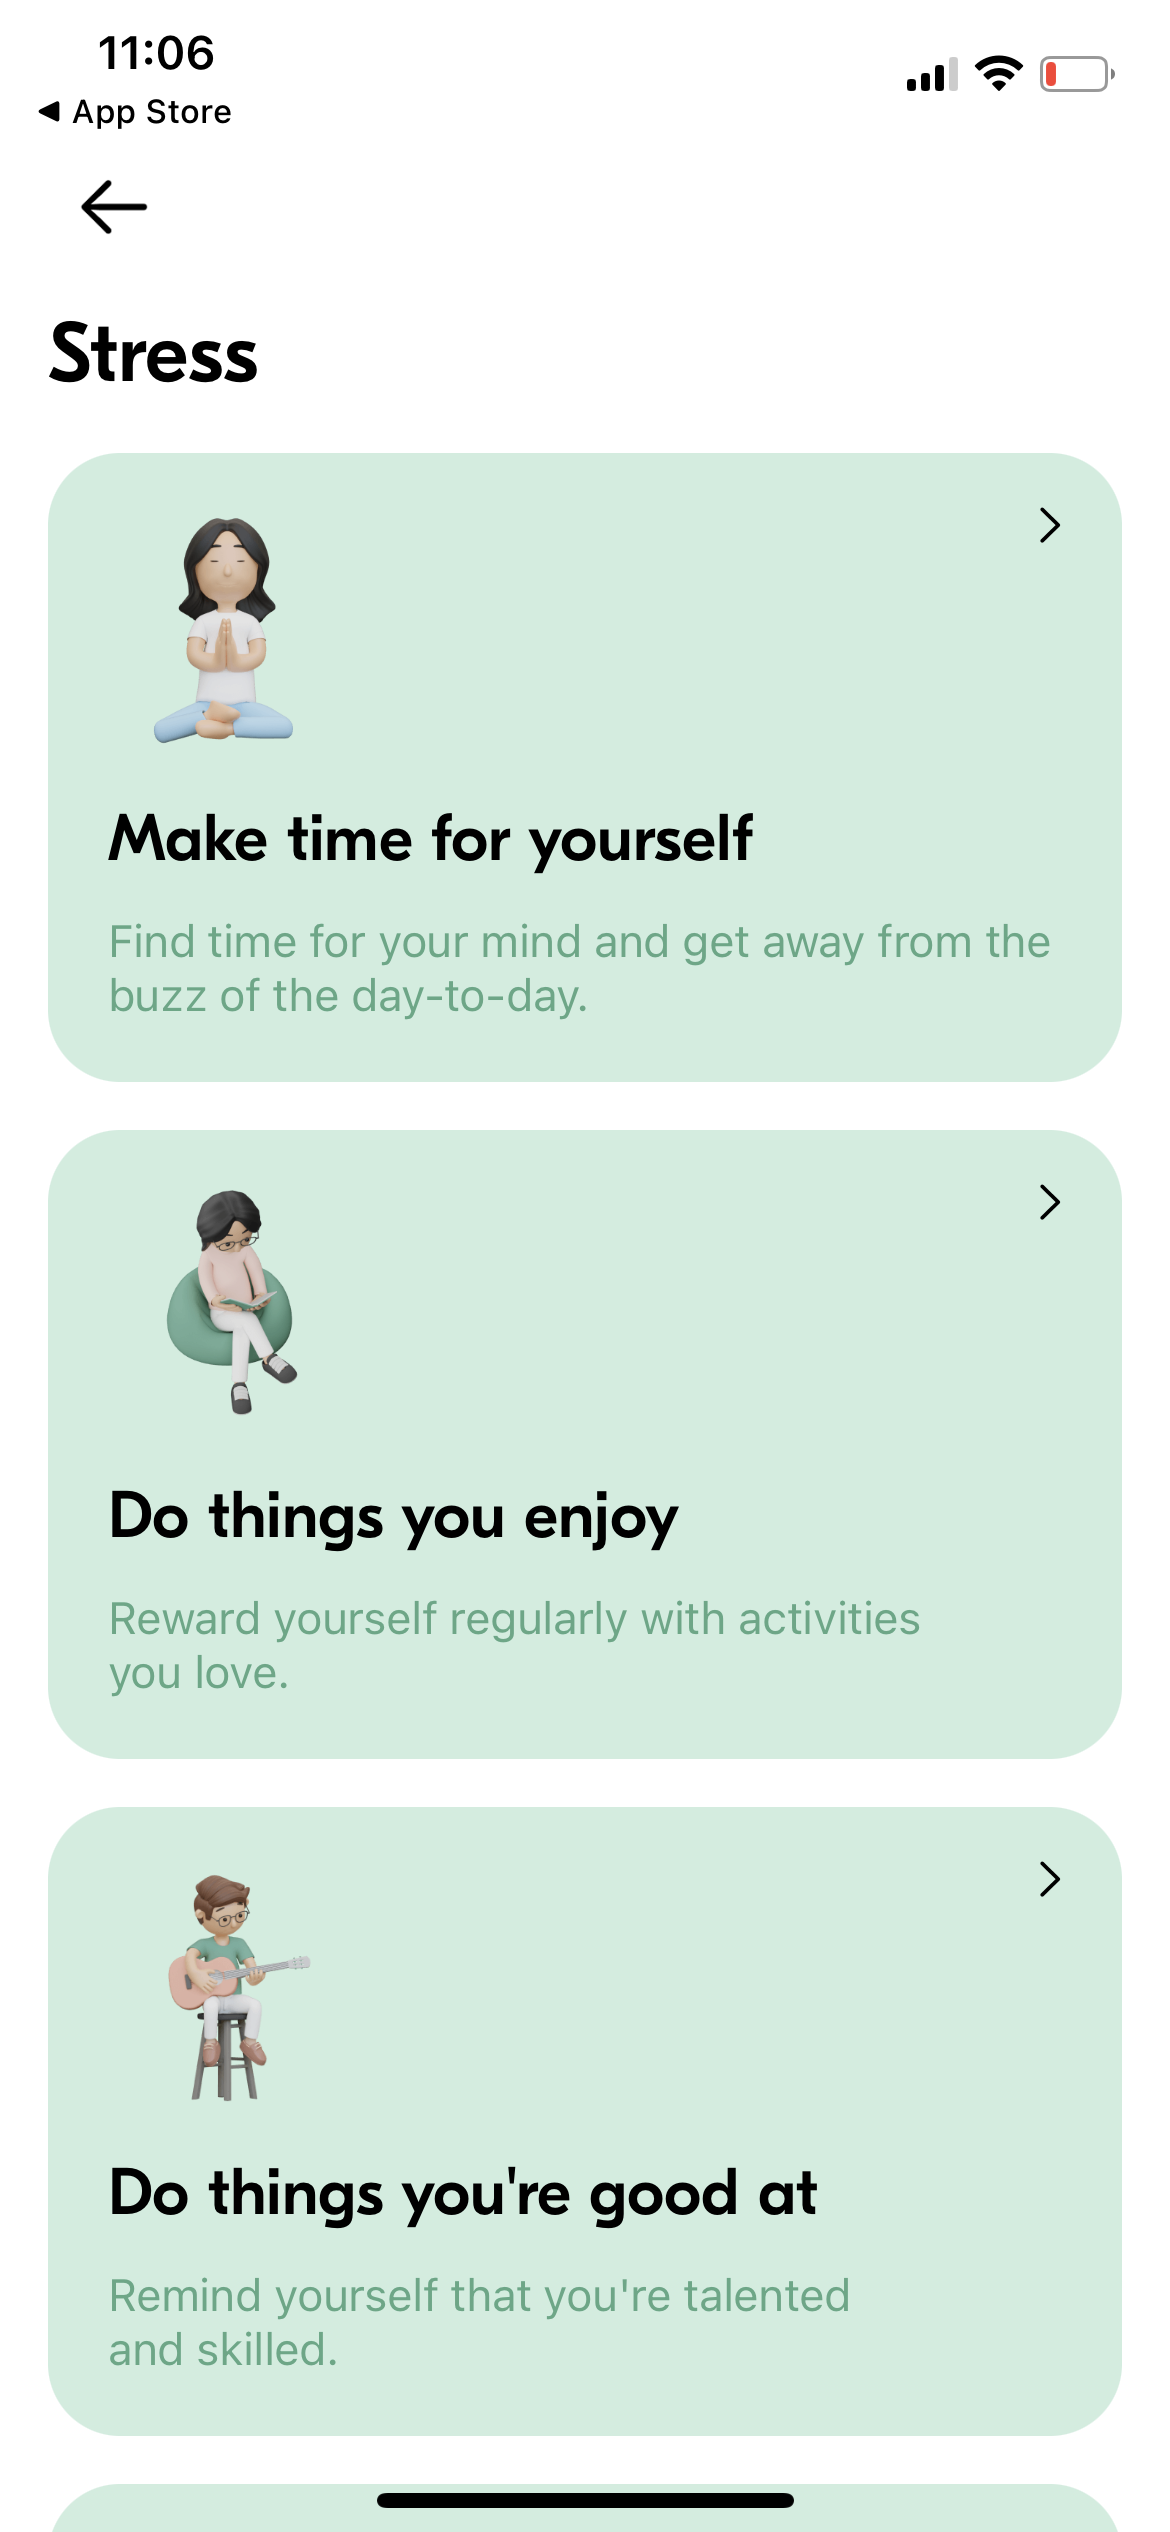 11:06
App Store
Stress
Make time for yourself
Find time for your mind and get away from the
buzz of the day-to-day.
Do things you enjoy
Reward yourself regularly with activities
you love.
Do things you're good at
Remind yourself that you're talented
and skilled.